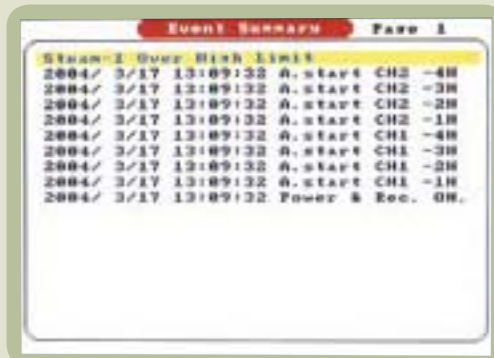 Event Summary Page 1
Steam-1 Over High Limit
2004/ 3/17 13:09:32 A.start CH2 -4H
2004/ 3/17 13:09:32 A.start CH2 -3H
2004/ 3/17 13:09:32 A.start CH2 -2H
2004/ 3/17 13:09:32 A.start CH2 -1H
2004/ 3/17 13:09:32 A.start CH1 -4H
2004/ 3/17 13:09:32 A.start CH1 -3H
2004/ 3/17 13:09:32 A.start CH1 -2H
2004/ 3/17 13:09:32 A.start CH1 -1H
2004/ 3/17 13:09:32 Power & Rec. ON.